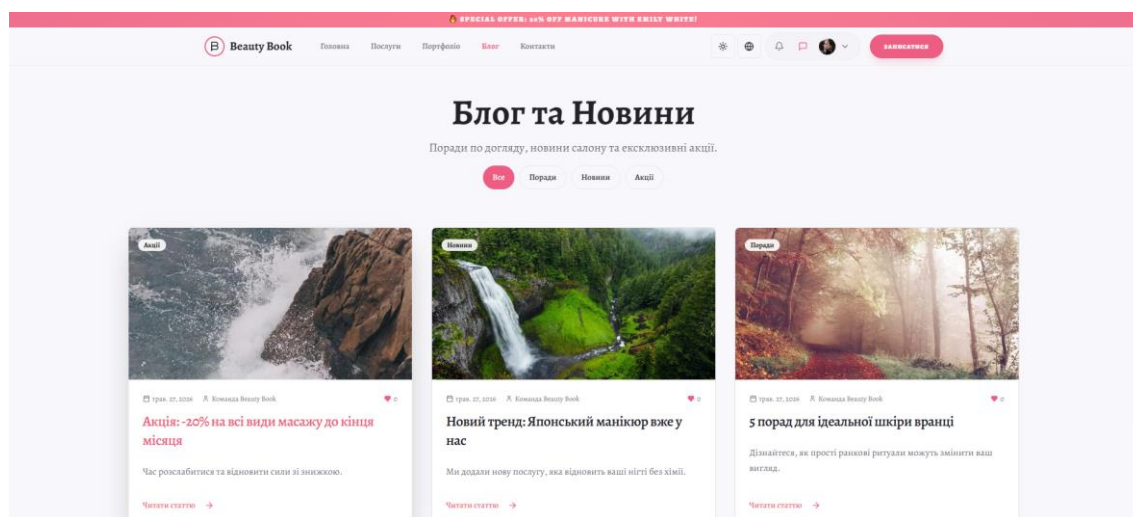 SPECIAL OFFER: 20% OFF MANICURE WITH EMILY WHITE!
B Beauty Book Головна Послуги Портфоліо Блог Контакти ЗАПИСАТИСЯ
Блог та Новини
Поради по догляду, новини салону та ексклюзивні акції.
Все Поради Новини Акції
Акції
трав. 27, 2026 Команда Beauty Book 0
Акція: -20% на всі види масажу до кінця
місяця
Час розслабитися та відновити сили зі знижкою.
Читати статтю →
Новини
трав. 27, 2026 Команда Beauty Book 0
Новий тренд: Японський манікюр вже у
нас
Ми додали нову послугу, яка відновить ваші нігті без хімії.
Читати статтю →
Поради
трав. 27, 2026 Команда Beauty Book 0
5 порад для ідеальної шкіри вранці
Дізнайтеся, як прості ранкові ритуали можуть змінити ваш
вигляд.
Читати статтю →